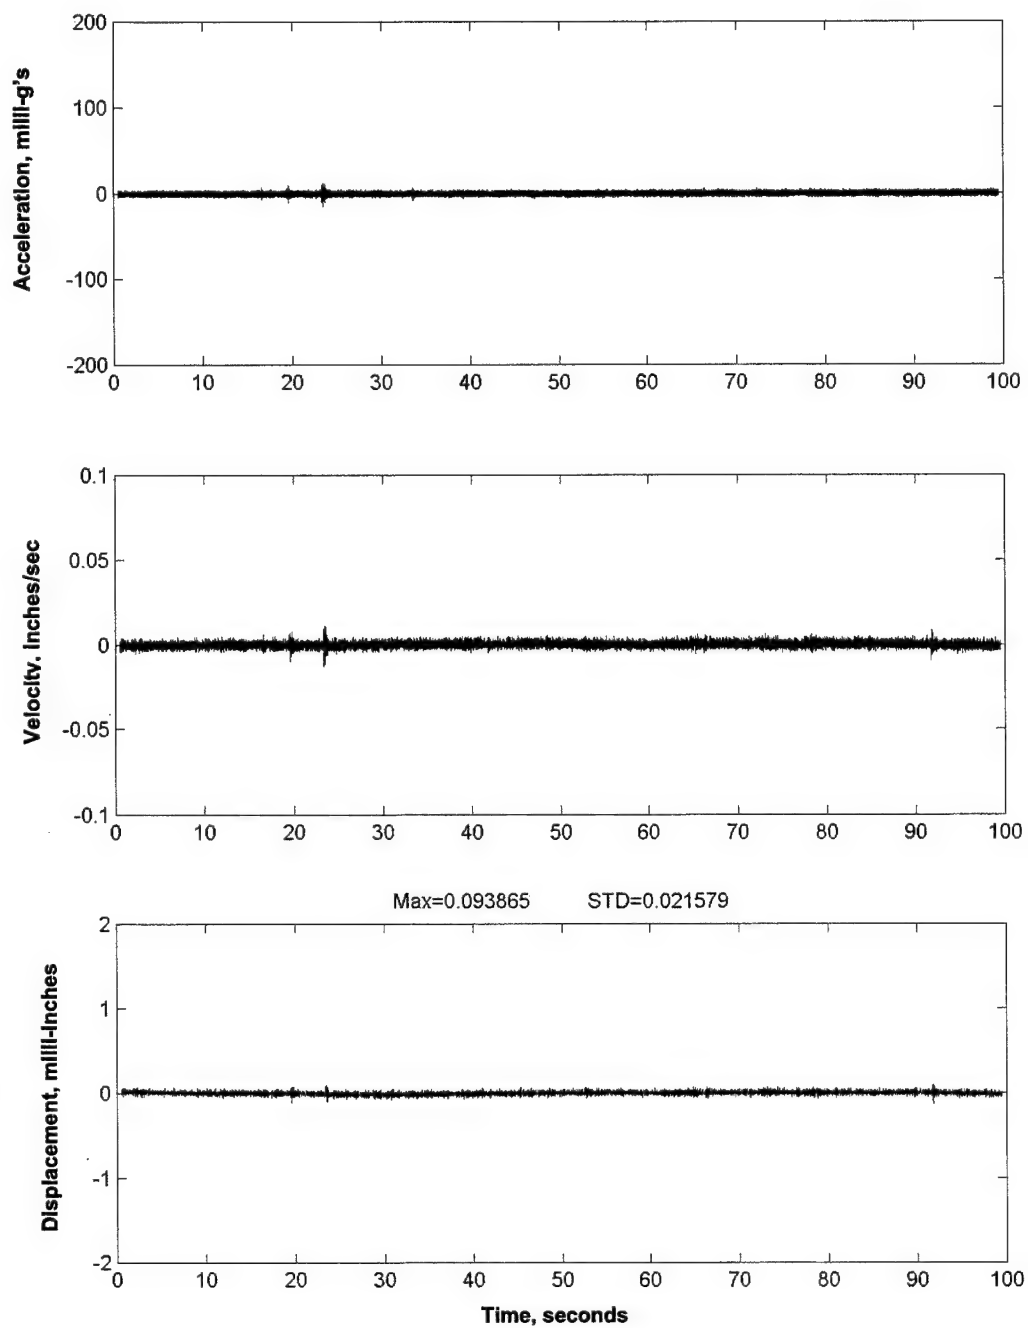 Acceleration, milli-g's
200
100
0
-100
-200
0 10 20 30 40 50 60 70 80 90 100
Velocity. Inches/sec
0.1
0.05
0
-0.05
-0.1
0 10 20 30 40 50 60 70 80 90 100
Max=0.093865 STD=0.021579
Displacement, milli-Inches
2
1
0
-1
-2
0 10 20 30 40 50 60 70 80 90 100
Time, seconds